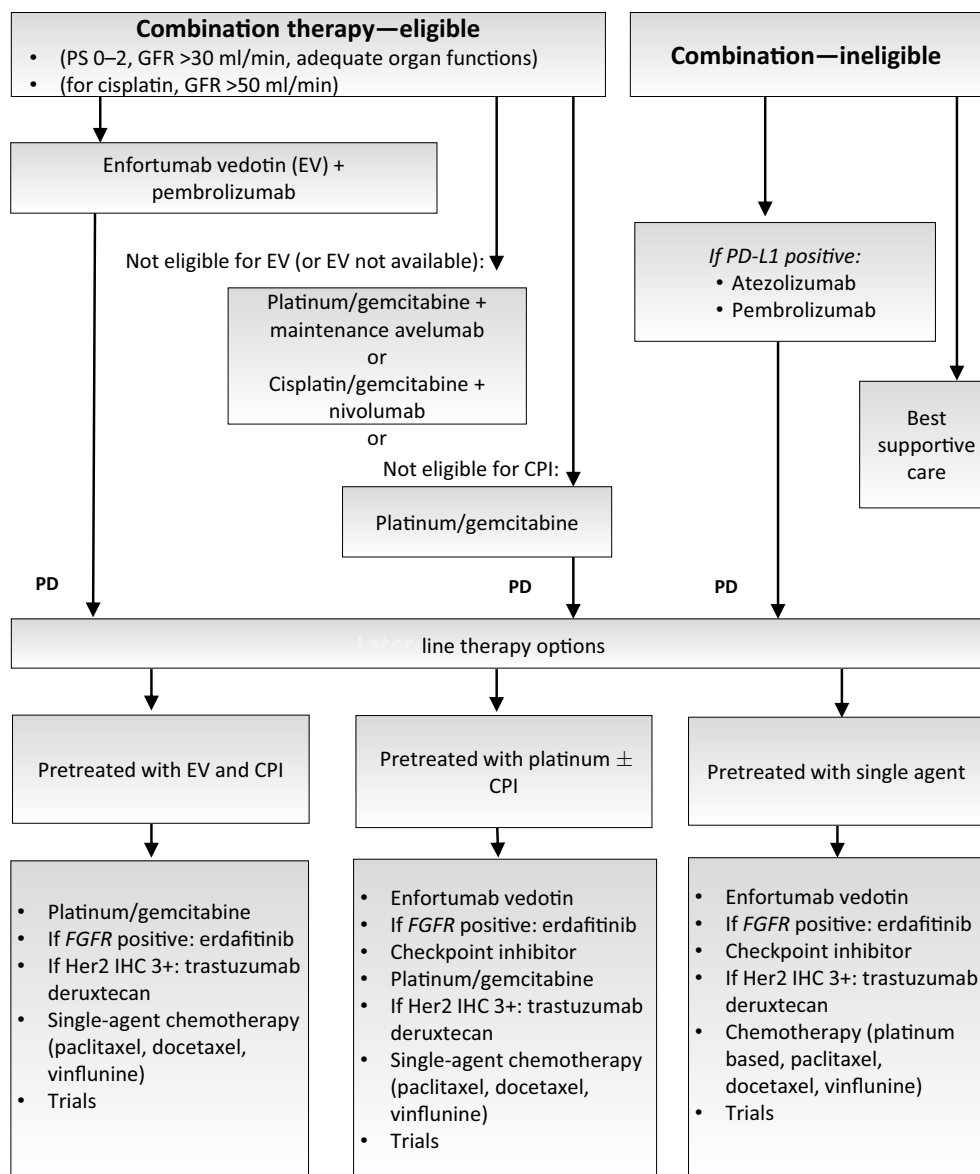 Combination therapy—eligible
• (PS 0–2, GFR >30 ml/min, adequate organ functions)
• (for cisplatin, GFR >50 ml/min)
Combination—ineligible
Enfortumab vedotin (EV) +
pembrolizumab
Not eligible for EV (or EV not available):
Platinum/gemcitabine +
maintenance avelumab
or
Cisplatin/gemcitabine +
nivolumab
or
Not eligible for CPI:
Platinum/gemcitabine
If PD-L1 positive:
• Atezolizumab
• Pembrolizumab
Best
supportive
care
PD
PD
PD
Later line therapy options
Pretreated with EV and CPI
Pretreated with platinum ±
CPI
Pretreated with single agent
• Platinum/gemcitabine
• If FGFR positive: erdafitinib
• If Her2 IHC 3+: trastuzumab
deruxtecan
• Single-agent chemotherapy
(paclitaxel, docetaxel,
vinflunine)
• Trials
• Enfortumab vedotin
• If FGFR positive: erdafitinib
• Checkpoint inhibitor
• Platinum/gemcitabine
• If Her2 IHC 3+: trastuzumab
deruxtecan
• Single-agent chemotherapy
(paclitaxel, docetaxel,
vinflunine)
• Trials
• Enfortumab vedotin
• If FGFR positive: erdafitinib
• Checkpoint inhibitor
• If Her2 IHC 3+: trastuzumab
deruxtecan
• Chemotherapy (platinum
based, paclitaxel,
docetaxel, vinflunine)
• Trials